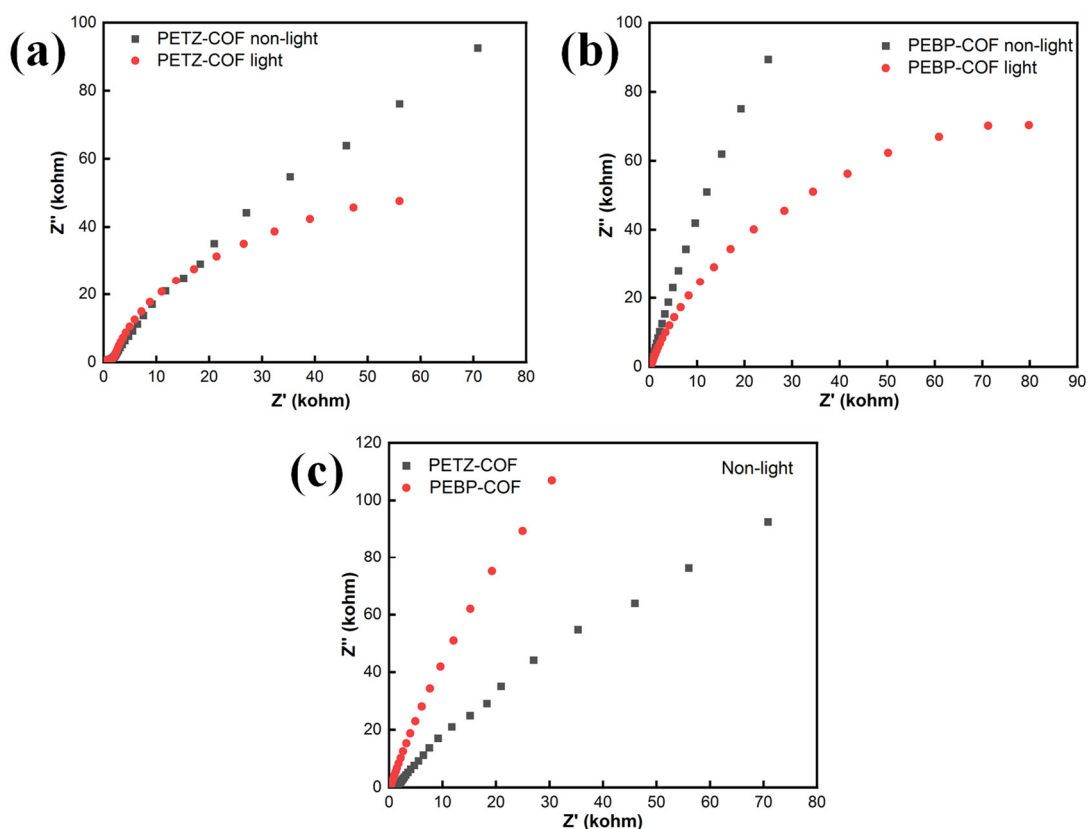 (a)
PETZ-COF non-light
PETZ-COF light
Z'' (kohm)
100
80
60
40
20
0
0 10 20 30 40 50 60 70 80
Z' (kohm)
(b)
PEBP-COF non-light
PEBP-COF light
Z'' (kohm)
100
80
60
40
20
0
0 10 20 30 40 50 60 70 80 90
Z' (kohm)
(c)
PETZ-COF
PEBP-COF
Non-light
Z'' (kohm)
120
100
80
60
40
20
0
0 10 20 30 40 50 60 70 80
Z' (kohm)